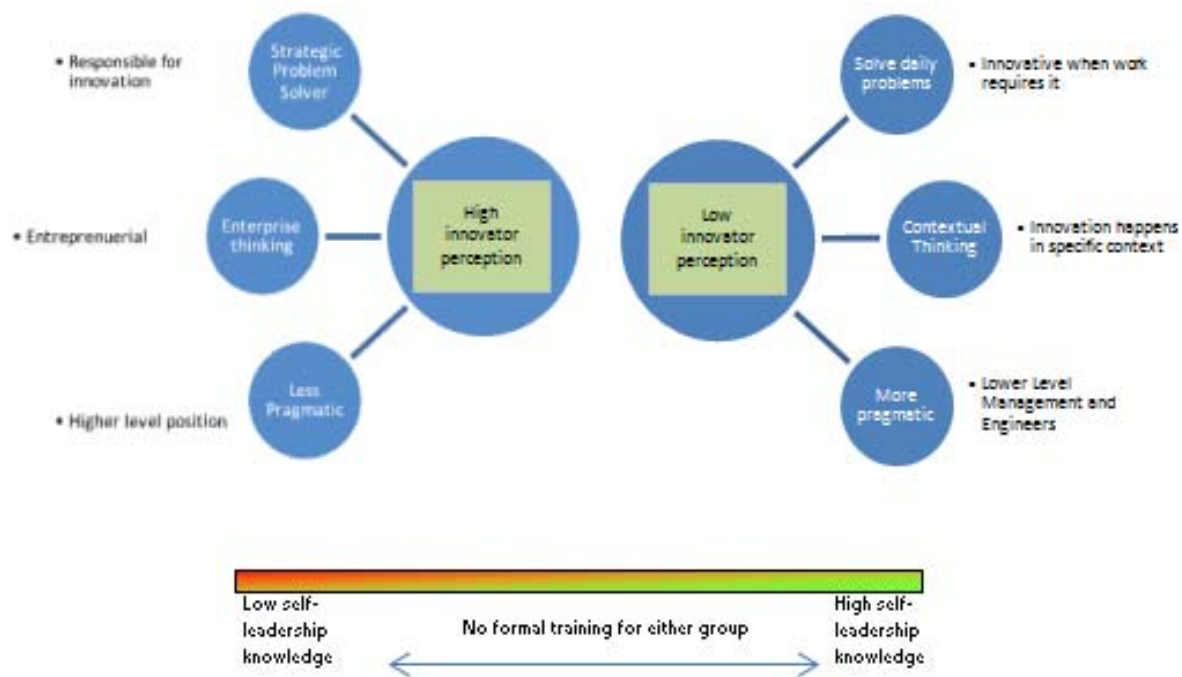 • Responsible for
innovation
Strategic
Problem
Solver
• Entreprenuerial
Enterprise
thinking
• Higher level position
Less
Pragmatic
High
innovator
perception
Low
innovator
perception
Solve daily
problems
• Innovative when work
requires it
Contextual
Thinking
• Innovation happens
in specific context
More
pragmatic
• Lower Level
Management and
Engineers
Low self-
leadership
knowledge
No formal training for either group
High self-
leadership
knowledge